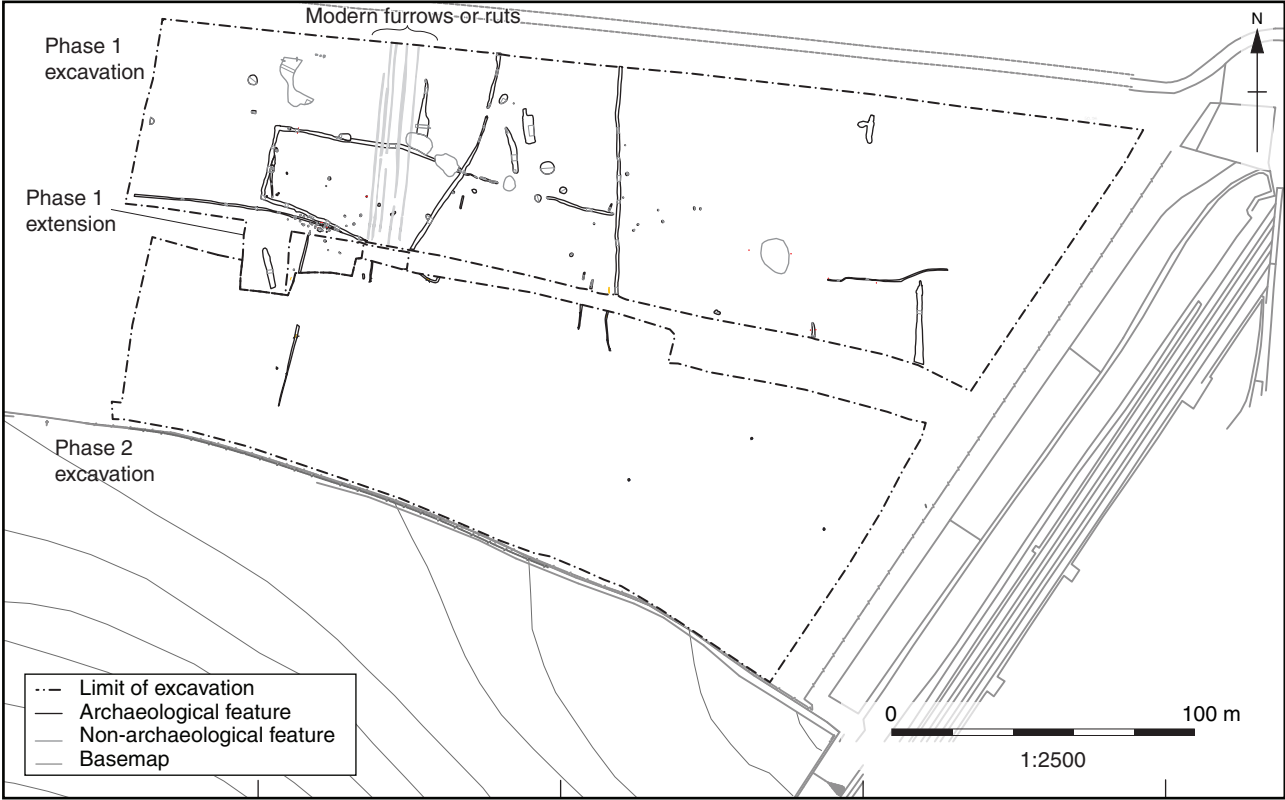 Modern furrows or ruts
Phase 1
excavation
N
Phase 1
extension
Phase 2
excavation
Limit of excavation
Archaeological feature
Non-archaeological feature
Basemap
0 100 m
1:2500